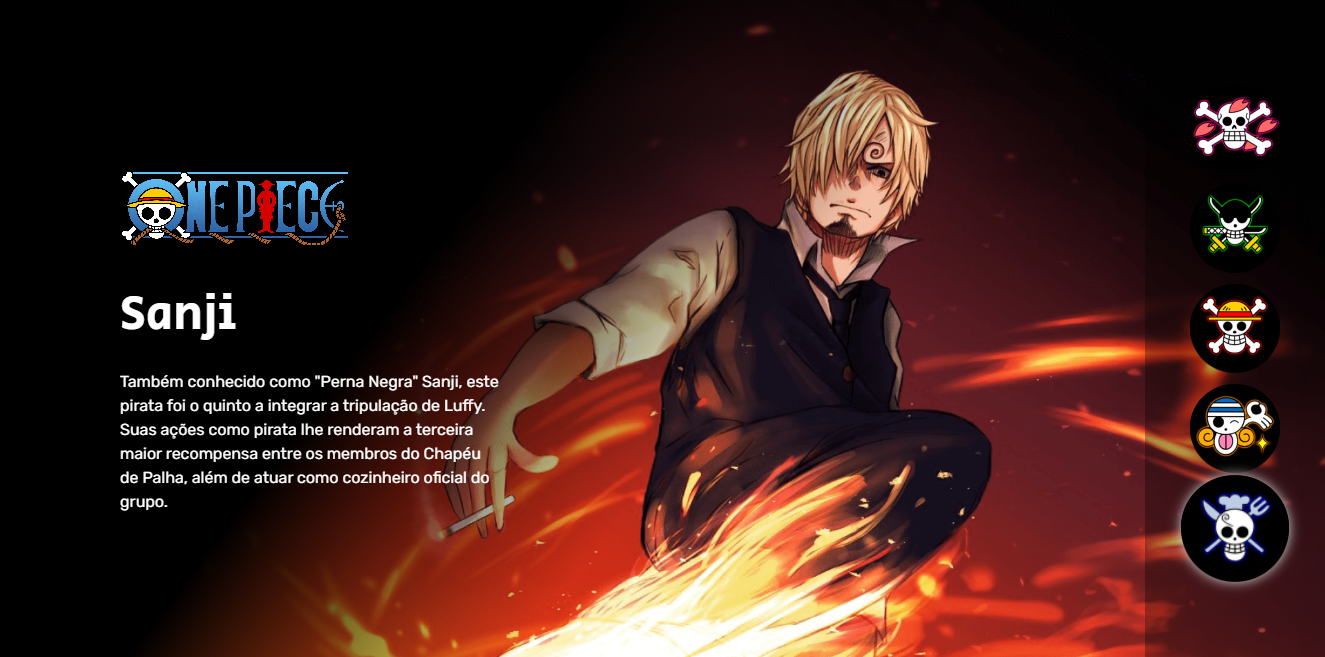 ONE PIECE
Sanji
Também conhecido como "Perna Negra" Sanji, este
pirata foi o quinto a integrar a tripulação de Luffy.
Suas ações como pirata lhe renderam a terceira
maior recompensa entre os membros do Chapéu
de Palha, além de atuar como cozinheiro oficial do
grupo.